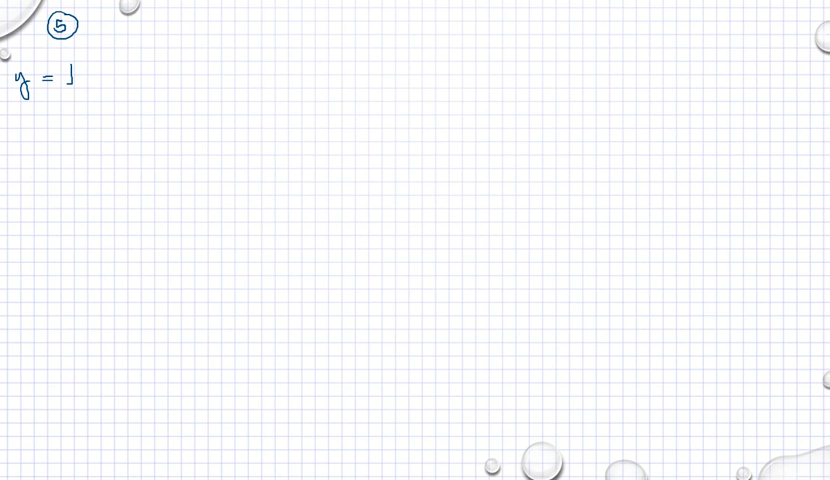 ⑤
y = 1